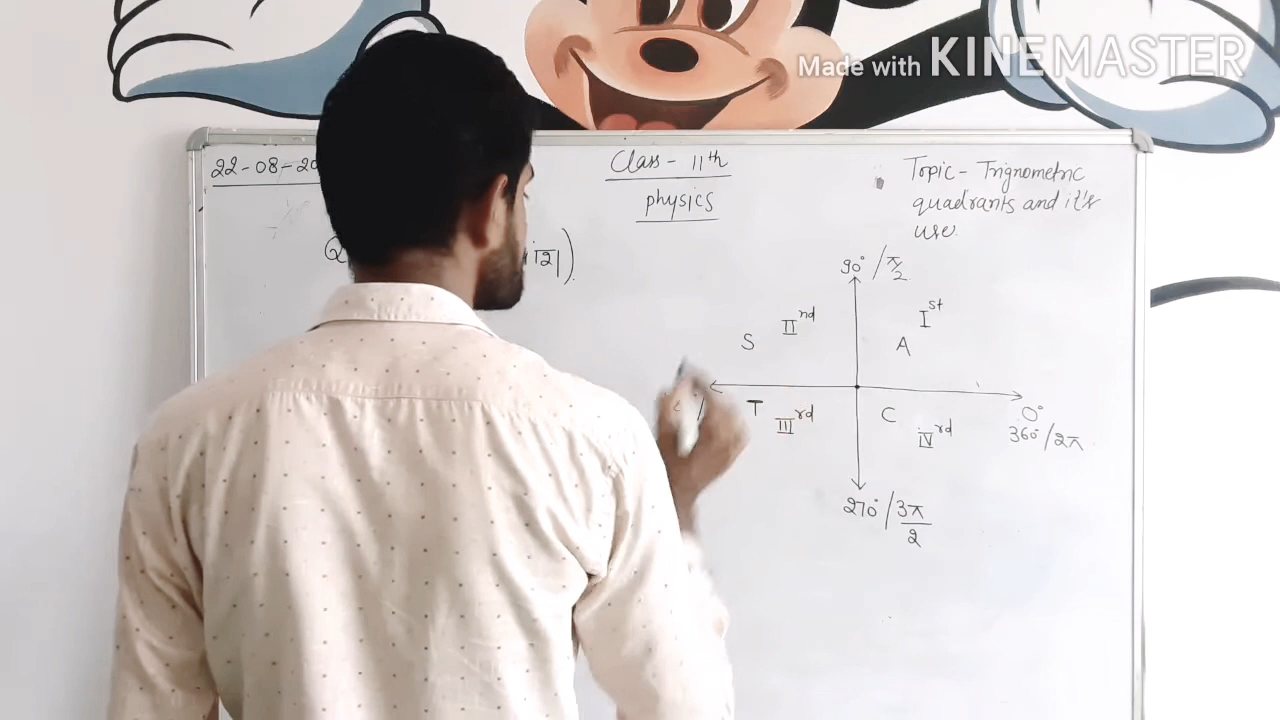 Made with KINEMASTER
22-08-20
Class - 11th
physics
Topic - Trignometric
quadrants and it's
use.
Q
90° / π/2
IInd
Ist
S
A
T
IIIrd
C
IVrd
0°
360° / 2π
270° / 3π/2